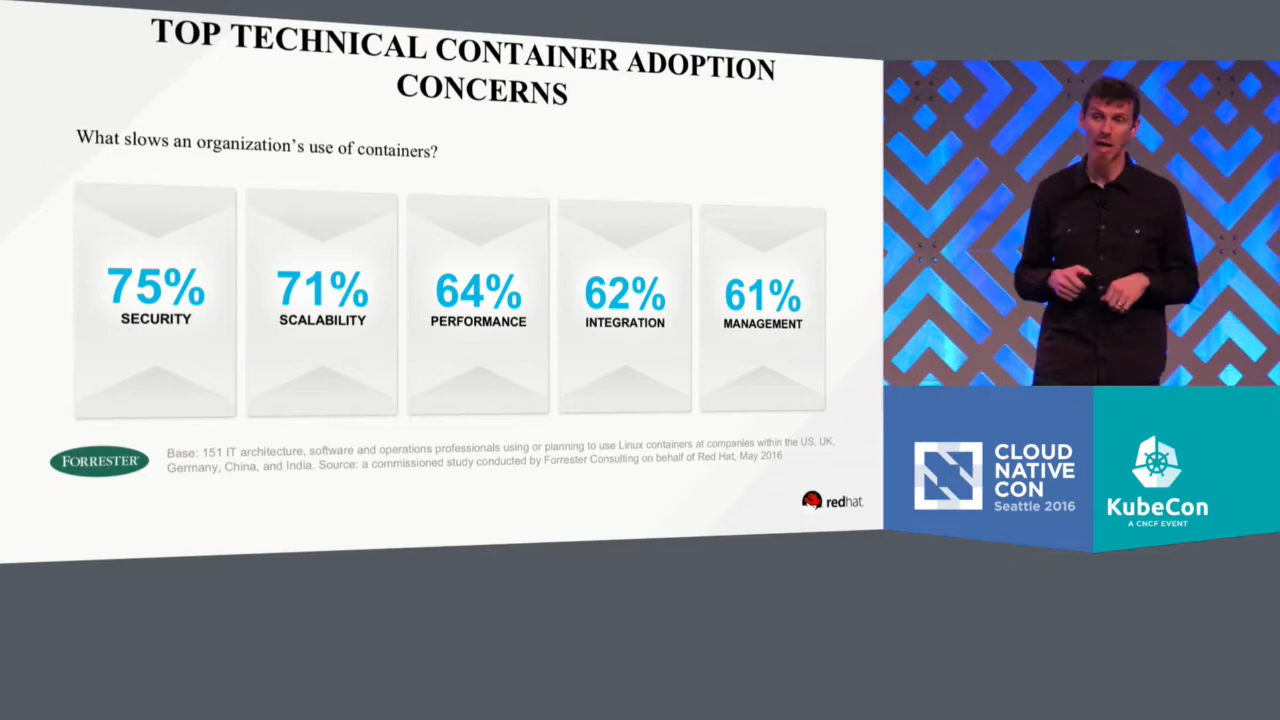 TOP TECHNICAL CONTAINER ADOPTION
CONCERNS
What slows an organization’s use of containers?
75%
SECURITY
71%
SCALABILITY
64%
PERFORMANCE
62%
INTEGRATION
61%
MANAGEMENT
FORRESTER®
Base: 151 IT architecture, software and operations professionals using or planning to use Linux containers at companies within the US, UK,
Germany, China, and India. Source: a commissioned study conducted by Forrester Consulting on behalf of Red Hat, May 2016
redhat.
CLOUD
NATIVE
CON
Seattle 2016
KubeCon
A CNCF EVENT